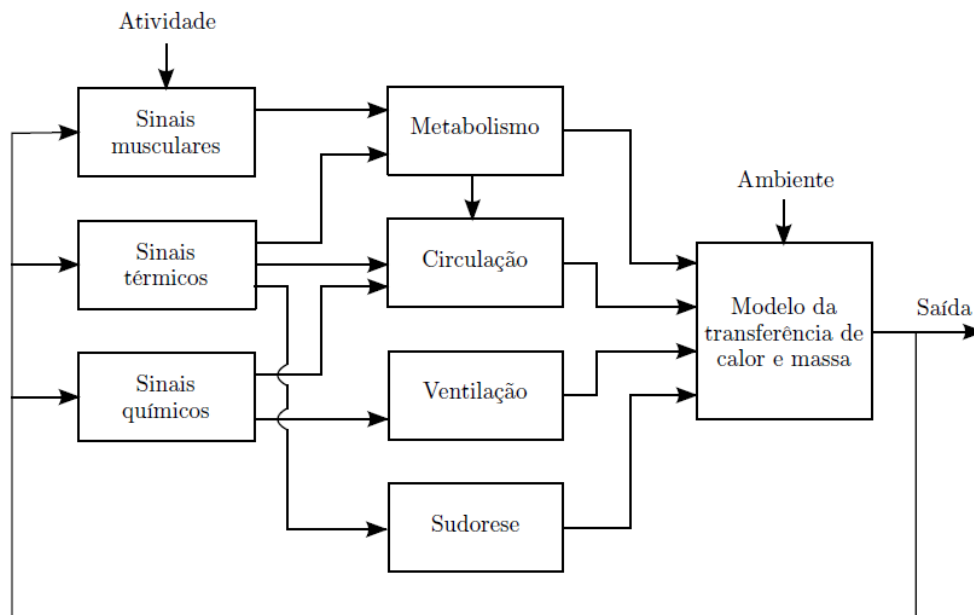 Atividade
Sinais
musculares
Metabolismo
Ambiente
Sinais
térmicos
Circulação
Modelo da
transferência de
calor e massa
Saída
Sinais
químicos
Ventilação
Sudorese